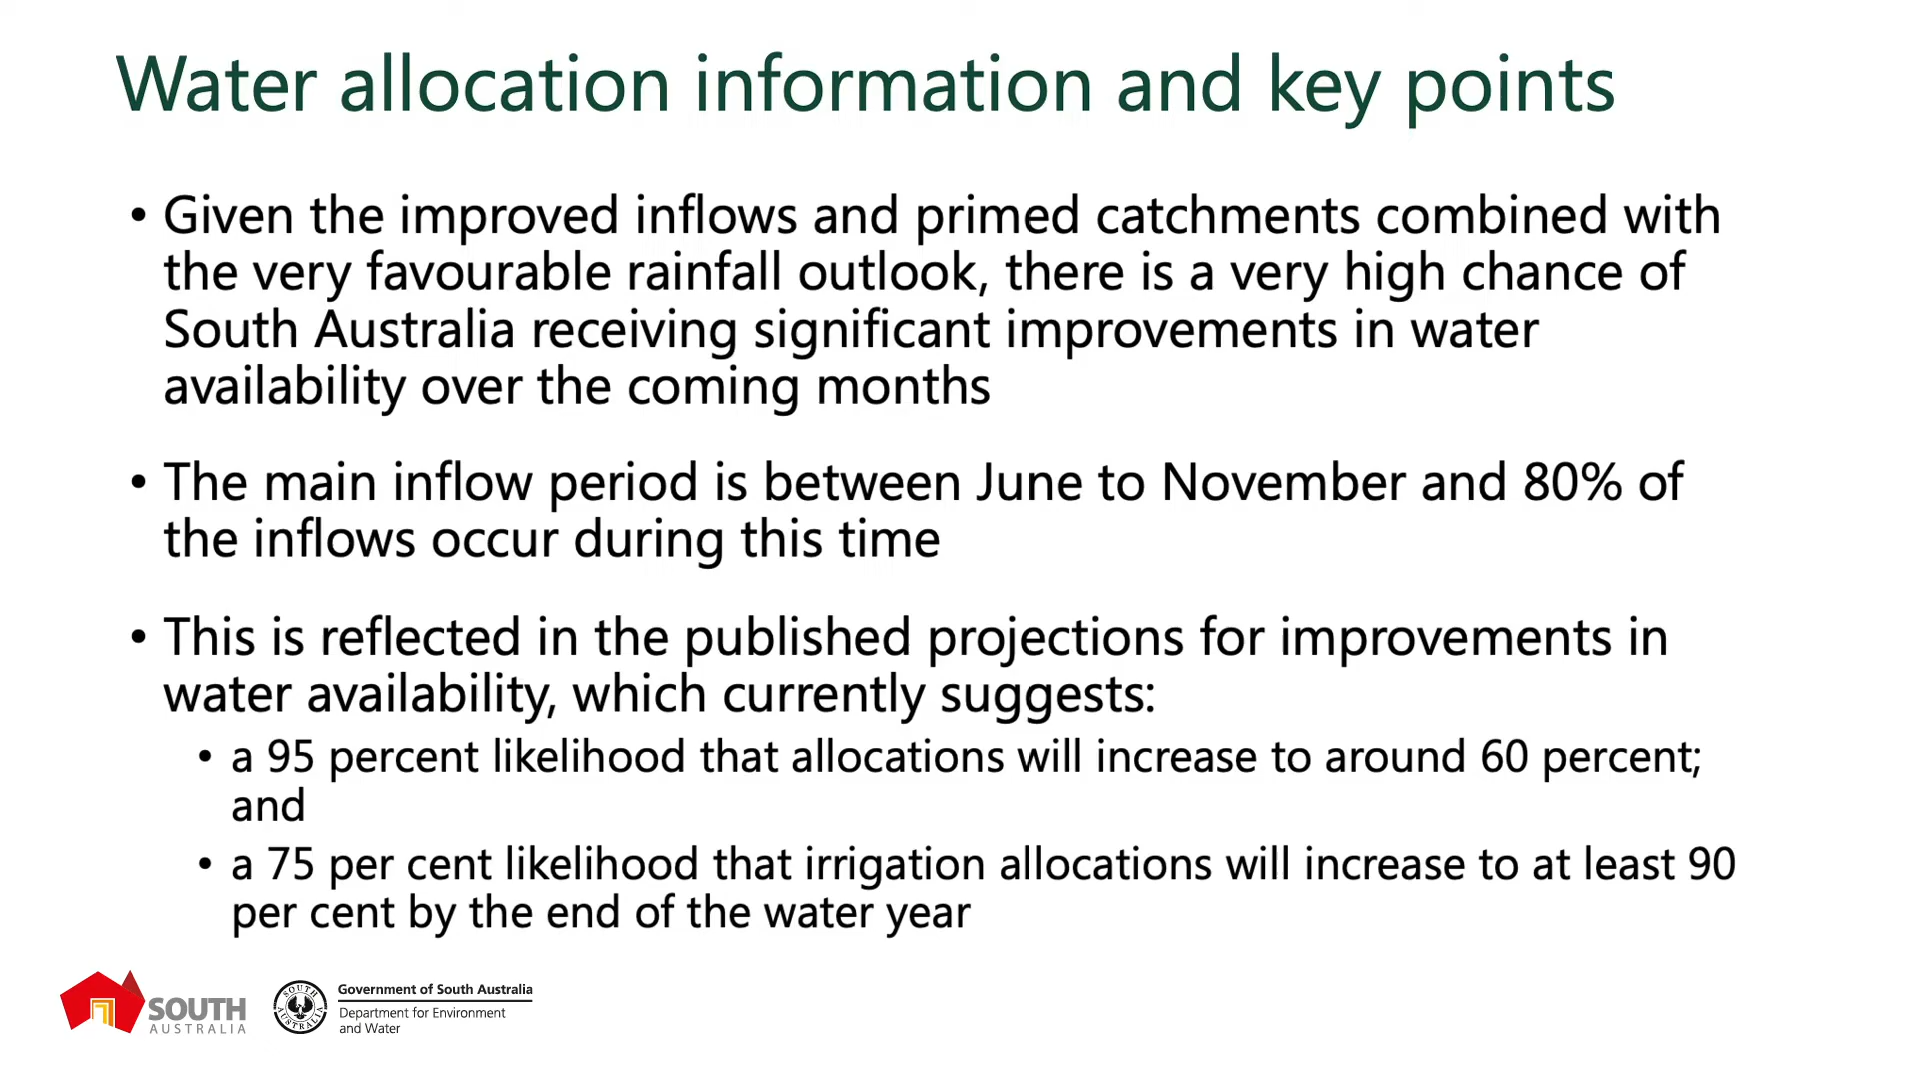 Water allocation information and key points
• Given the improved inflows and primed catchments combined with
the very favourable rainfall outlook, there is a very high chance of
South Australia receiving significant improvements in water
availability over the coming months
• The main inflow period is between June to November and 80% of
the inflows occur during this time
• This is reflected in the published projections for improvements in
water availability, which currently suggests:
• a 95 percent likelihood that allocations will increase to around 60 percent;
and
• a 75 per cent likelihood that irrigation allocations will increase to at least 90
per cent by the end of the water year
SOUTH
AUSTRALIA
SOUTH
AUSTRALIA
Government of South Australia
Department for Environment
and Water